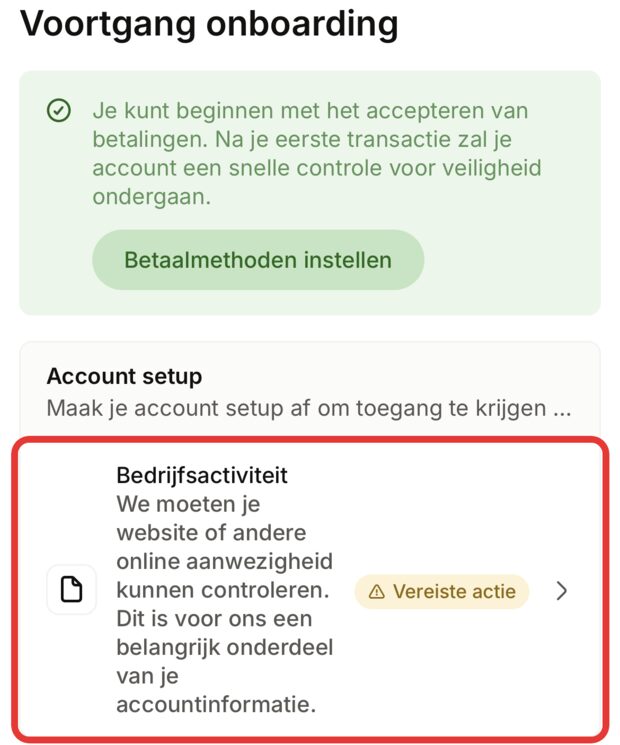 Voortgang onboarding
Je kunt beginnen met het accepteren van
betalingen. Na je eerste transactie zal je
account een snelle controle voor veiligheid
ondergaan.
Betaalmethoden instellen
Account setup
Maak je account setup af om toegang te krijgen ...
Bedrijfsactiviteit
We moeten je
website of andere
online aanwezigheid
kunnen controleren.
Dit is voor ons een
belangrijk onderdeel
van je
accountinformatie.
Vereiste actie